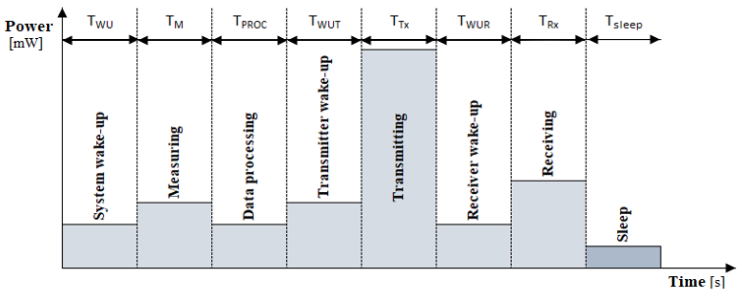 Power
[mW]
TWU
TM
TPROC
TWUT
TTx
TWUR
TRx
Tsleep
System wake-up
Measuring
Data processing
Transmitter wake-up
Transmitting
Receiver wake-up
Receiving
Sleep
Time [s]